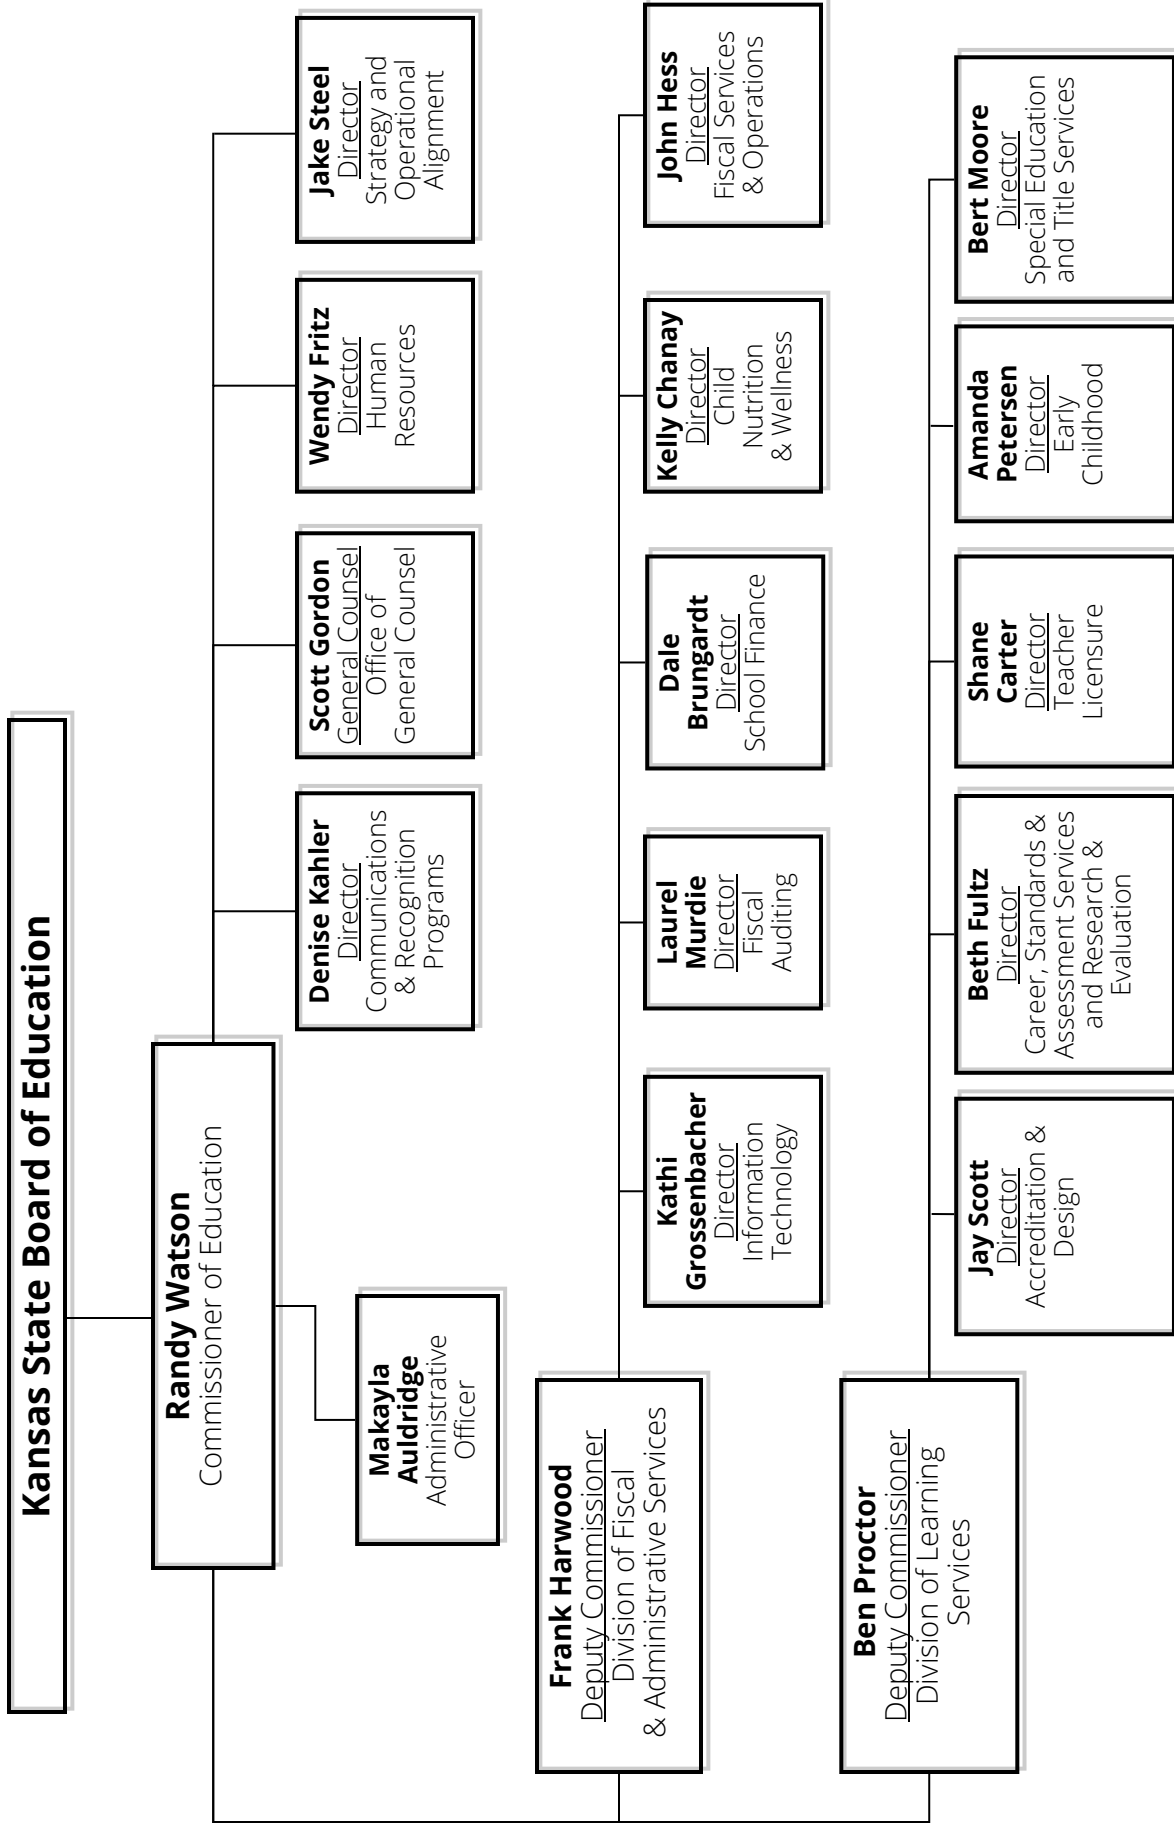 Kansas State Board of Education
Randy Watson
Commissioner of Education
Makayla
Auldridge
Administrative
Officer
Denise Kahler
Director
Communications
& Recognition
Programs
Scott Gordon
General Counsel
Office of
General Counsel
Wendy Fritz
Director
Human
Resources
Jake Steel
Director
Strategy and
Operational
Alignment
Frank Harwood
Deputy Commissioner
Division of Fiscal
& Administrative Services
Kathi
Grossenbacher
Director
Information
Technology
Laurel
Murdie
Director
Fiscal
Auditing
Dale
Brungardt
Director
School Finance
Kelly Chanay
Director
Child
Nutrition
& Wellness
John Hess
Director
Fiscal Services
& Operations
Ben Proctor
Deputy Commissioner
Division of Learning
Services
Jay Scott
Director
Accreditation &
Design
Beth Fultz
Director
Career, Standards &
Assessment Services
and Research &
Evaluation
Shane
Carter
Director
Teacher
Licensure
Amanda
Petersen
Director
Early
Childhood
Bert Moore
Director
Special Education
and Title Services